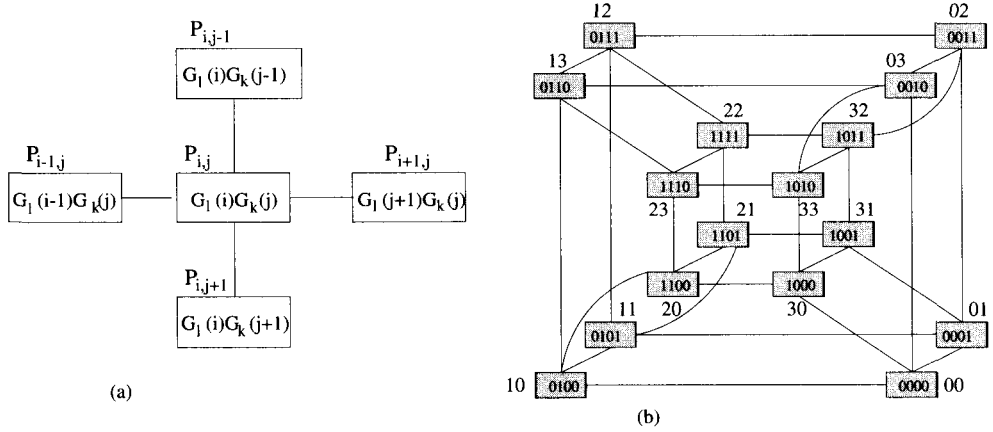 P_{i,j-1}
G_l (i)G_k(j-1)
P_{i-1,j}
P_{i,j}
P_{i+1,j}
G_l (i-1)G_k(j)
G_l (i)G_k(j)
G_l (j+1)G_k(j)
P_{i,j+1}
G_l (i)G_k(j+1)
(a)
12
02
0111
0011
13
03
0110
0010
22
32
1111
1011
1110
1010
23
21
33
31
1101
1001
1100
1000
20
30
11
01
0101
0001
10
0100
0000
00
(b)